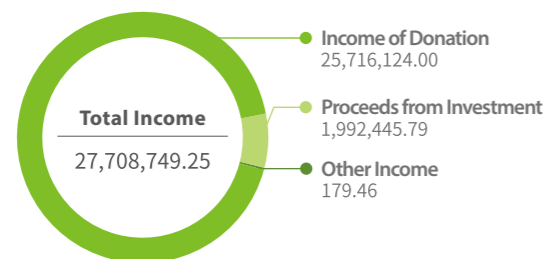 Income of Donation
25,716,124.00
Total Income
27,708,749.25
Proceeds from Investment
1,992,445.79
Other Income
179.46